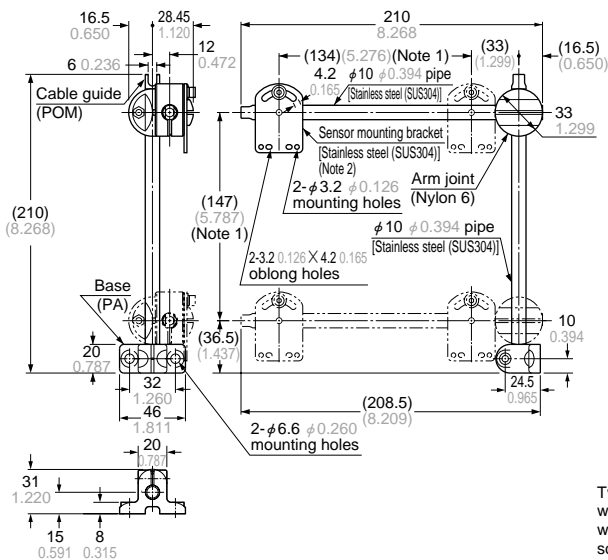 16.5
0.650
28.45
1.120
12
0.472
6 0.236
Cable guide
(POM)
(210)
(8.268)
Base
(PA)
20
0.787
32
1.260
46
1.811
2-φ6.6 φ0.260
mounting holes
20
0.787
31
1.220
15
0.591
8
0.315
210
8.268
(134)(5.276)(Note 1)
(33)
(1.299)
(16.5)
(0.650)
4.2
0.165
φ10 φ0.394 pipe
[Stainless steel (SUS304)]
33
1.299
Sensor mounting bracket
[Stainless steel (SUS304)]
(Note 2)
Arm joint
(Nylon 6)
(147)
(5.787)
(Note 1)
2-φ3.2 φ0.126
mounting holes
φ10 φ0.394 pipe
[Stainless steel (SUS304)]
2-3.2 0.126 X 4.2 0.165
oblong holes
(36.5)
(1.437)
10
0.394
24.5
0.965
(208.5)
(8.209)